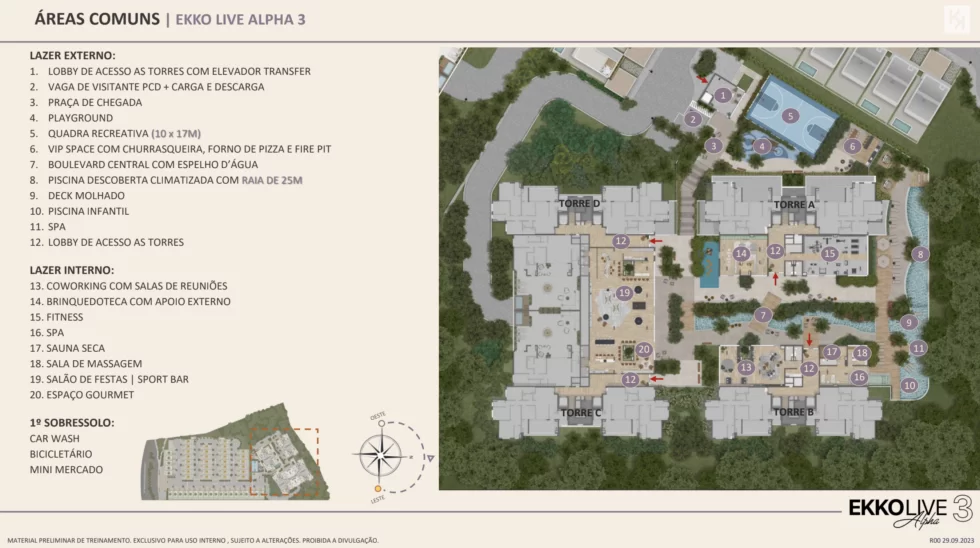 ÁREAS COMUNS | EKKO LIVE ALPHA 3
LAZER EXTERNO:
1. LOBBY DE ACESSO AS TORRES COM ELEVADOR TRANSFER
2. VAGA DE VISITANTE PCD + CARGA E DESCARGA
3. PRAÇA DE CHEGADA
4. PLAYGROUND
5. QUADRA RECREATIVA (10 x 17M)
6. VIP SPACE COM CHURRASQUEIRA, FORNO DE PIZZA E FIRE PIT
7. BOULEVARD CENTRAL COM ESPELHO D'ÁGUA
8. PISCINA DESCOBERTA CLIMATIZADA COM RAIA DE 25M
9. DECK MOLHADO
10. PISCINA INFANTIL
11. SPA
12. LOBBY DE ACESSO AS TORRES
LAZER INTERNO:
13. COWORKING COM SALAS DE REUNIÕES
14. BRINQUEDOTECA COM APOIO EXTERNO
15. FITNESS
16. SPA
17. SAUNA SECA
18. SALA DE MASSAGEM
19. SALÃO DE FESTAS | SPORT BAR
20. ESPAÇO GOURMET
1º SOBRESSOLO:
CAR WASH
BICICLETÁRIO
MINI MERCADO
OESTE
LESTE
1
2
5
3
4
6
TORRE D
TORRE A
12
14
12
15
8
19
7
9
20
13
12
17
18
11
12
16
10
TORRE C
TORRE B
EKKOLIVE 3
Alpha
MATERIAL PRELIMINAR DE TREINAMENTO. EXCLUSIVO PARA USO INTERNO , SUJEITO A ALTERAÇÕES. PROIBIDA A DIVULGAÇÃO.
R00 29.09.2023